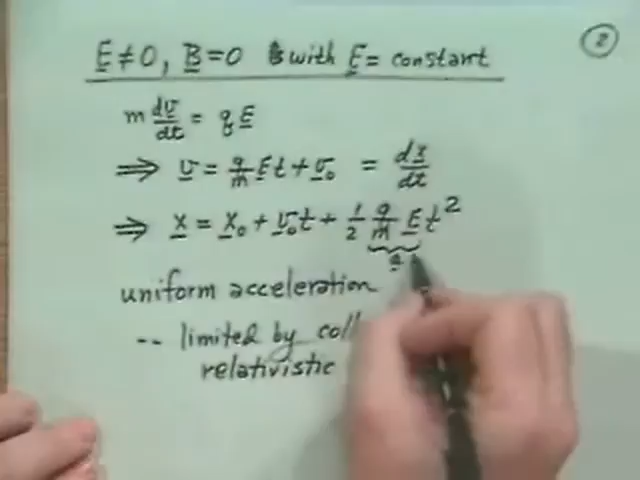 2
E≠0, B=0 with E = constant
m dv/dt = qE
⟹ v = q/m Et + v₀ = dx/dt
⟹ x = x₀ + v₀t + 1/2 q/m Et²
a
uniform acceleration
-- limited by
relativistic